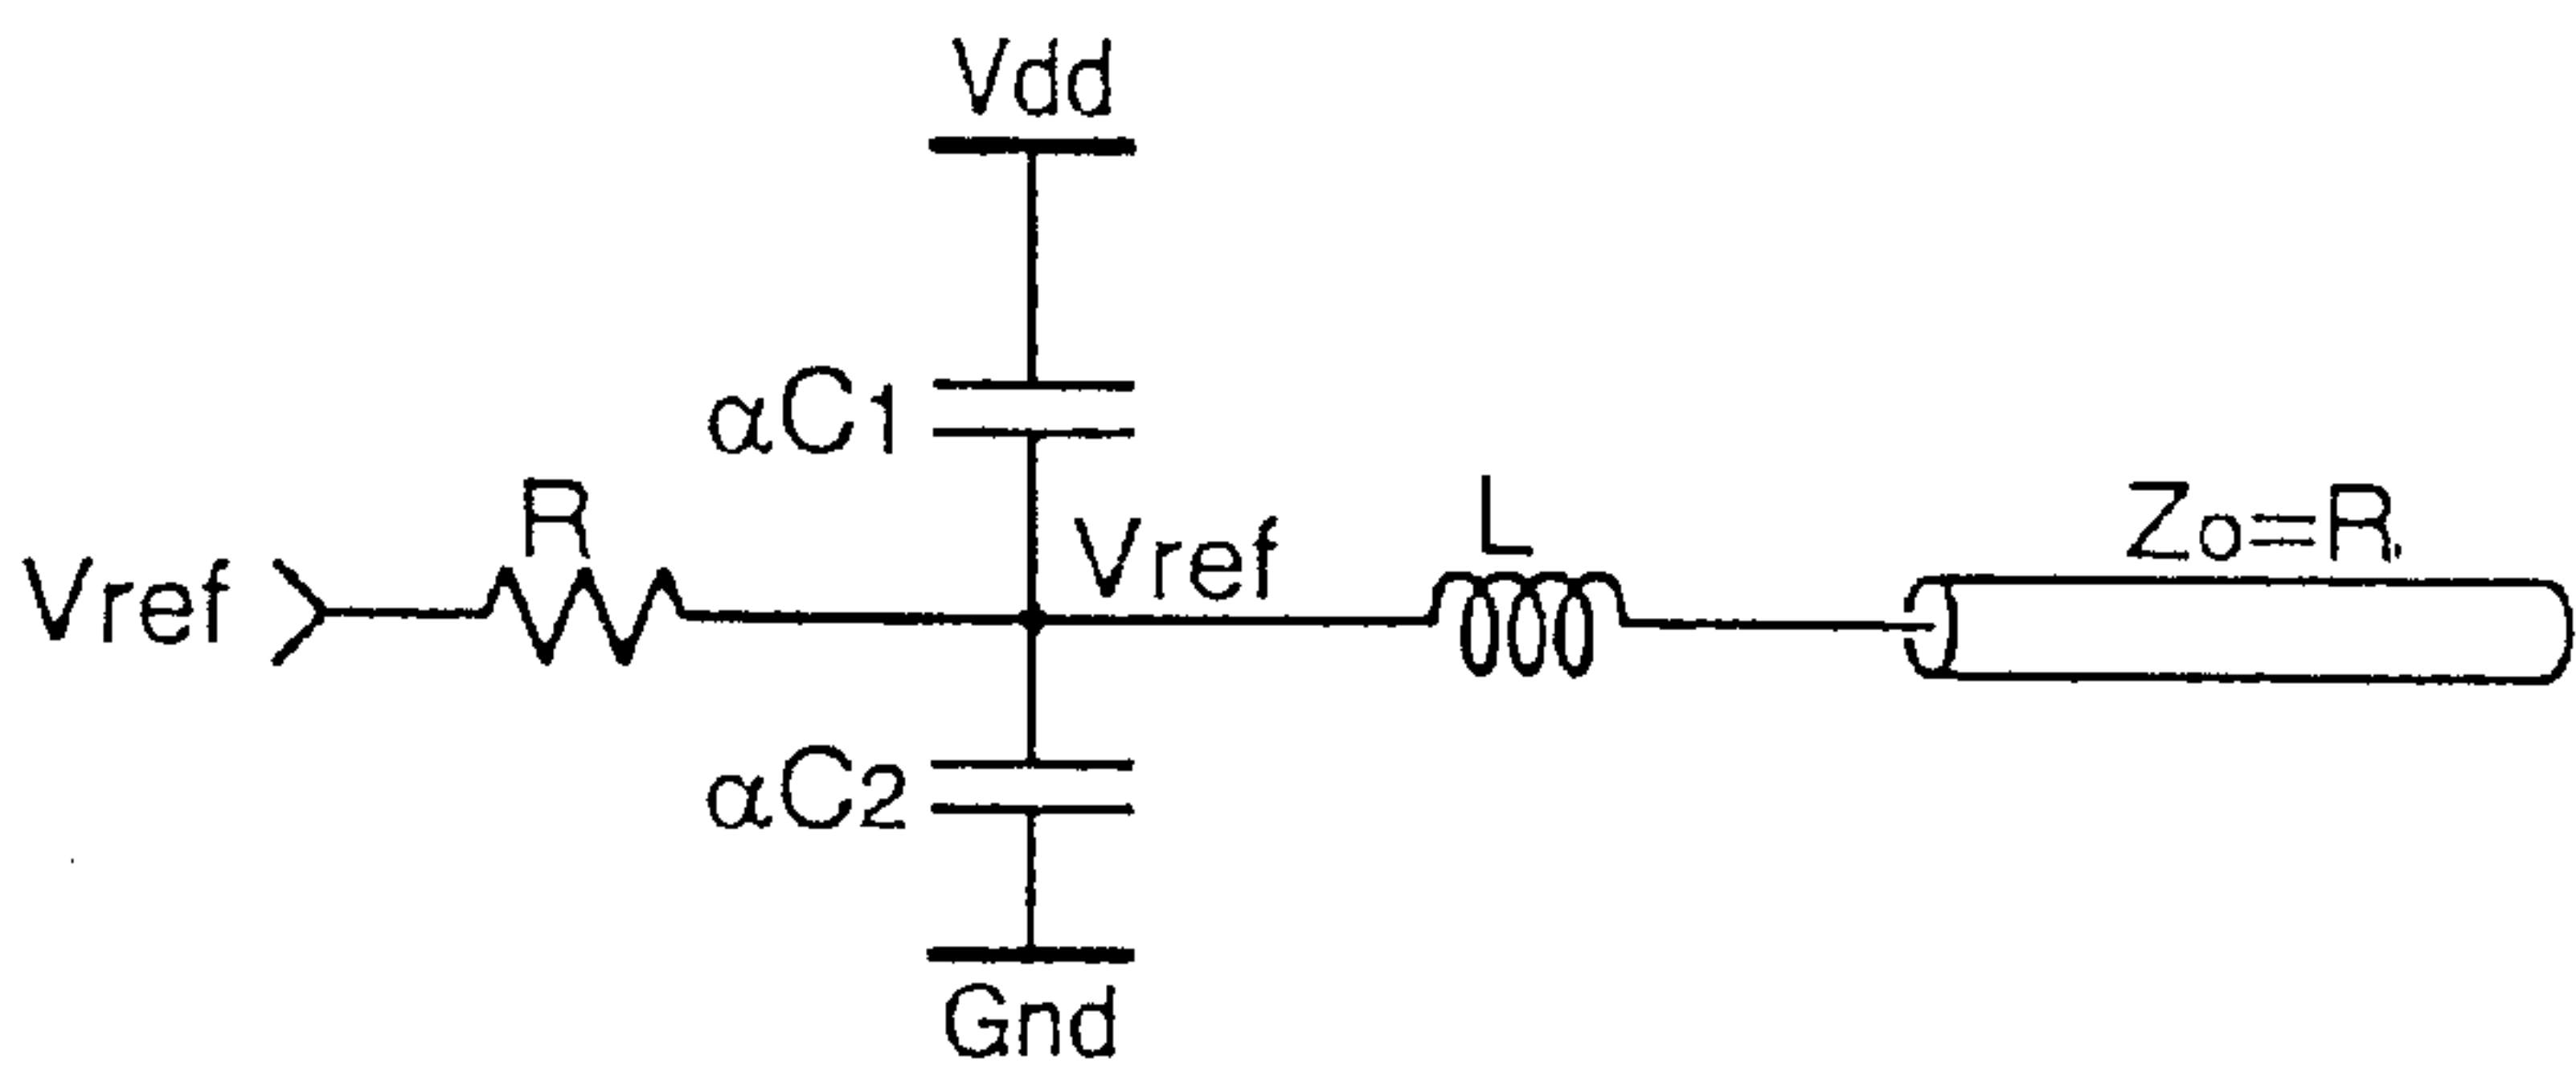 Vdd
αC1
R
Vref
Vref
L
Zo=R
αC2
Gnd